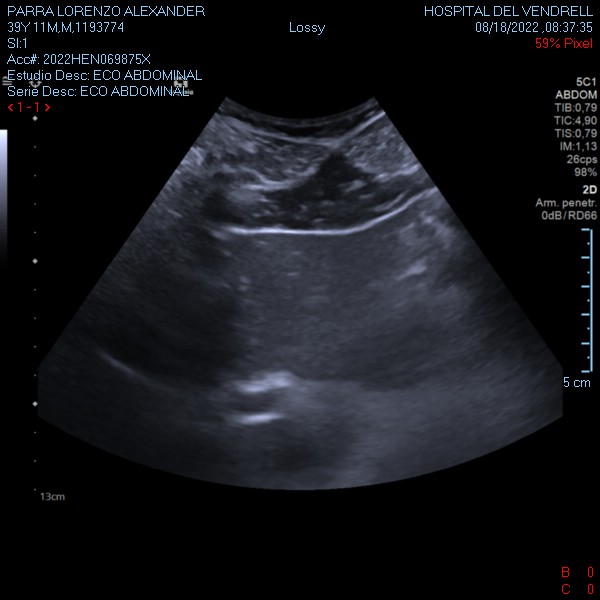 PARRA LORENZO ALEXANDER
39Y 11M,M,1193774
SI:1
Acc#: 2022HEN069875X
Estudio Desc: ECO ABDOMINAL
Serie Desc: ECO ABDOMINAL
< 1 - 1 >
Lossy
HOSPITAL DEL VENDRELL
08/18/2022 ,08:37:35
59% Pixel
5C1
ABDOM
TIB:0,79
TIC:4,90
TIS:0,79
IM:1,13
26cps
98%
2D
Arm. penetr.
0dB/RD66
5 cm
13cm
B 0
C 0